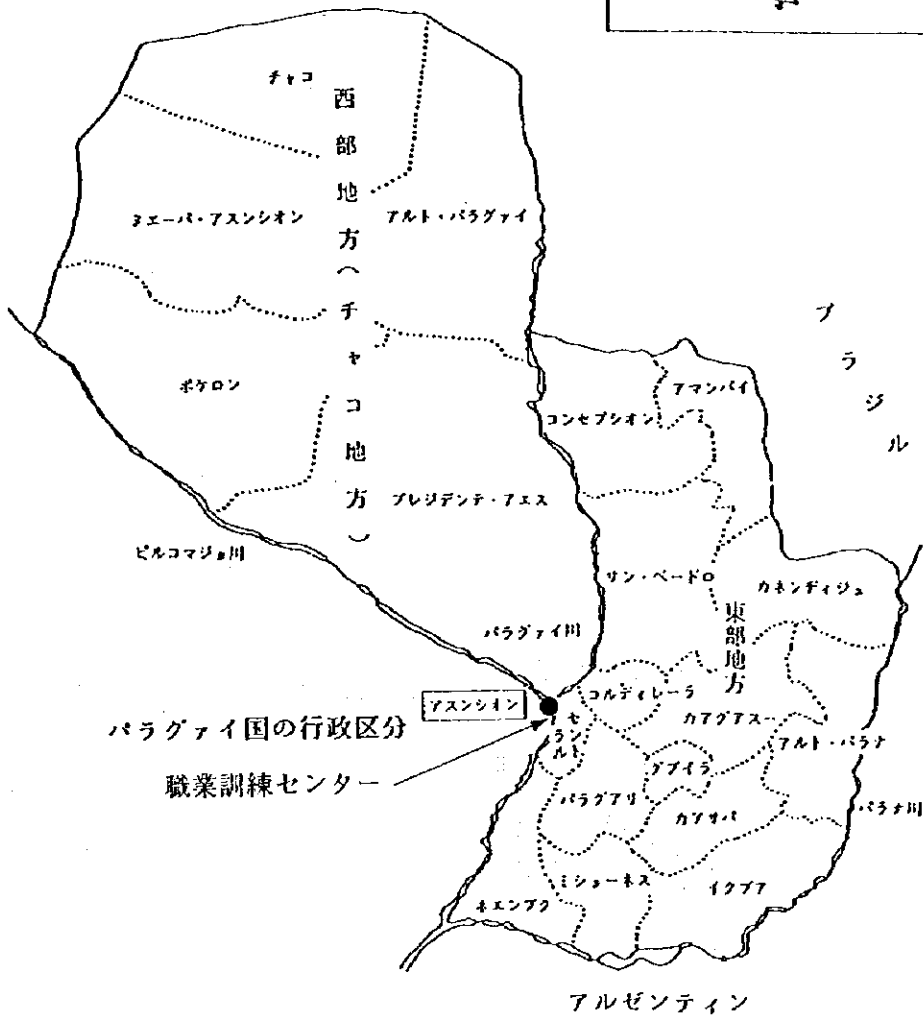 チャコ
西部地方（チャコ地方）
ヌエーバ・アスンシオン
アルト・パラグァイ
ボケロン
プレジデンテ・アエス
ピルコマジョ川
パラグァイ川
ブラジル
コンセプシオン
アマンバイ
サン・ペードロ
カネンディジュ
東部地方
アスンシオン
コルディレーラ
セントラル
カアグアスー
アルト・パラナ
パラグァイ国の行政区分
職業訓練センター
グアイラ
パラグアリ
カアサパ
パラナ川
ミショーネス
イタプア
ネエンブク
アルゼンティン